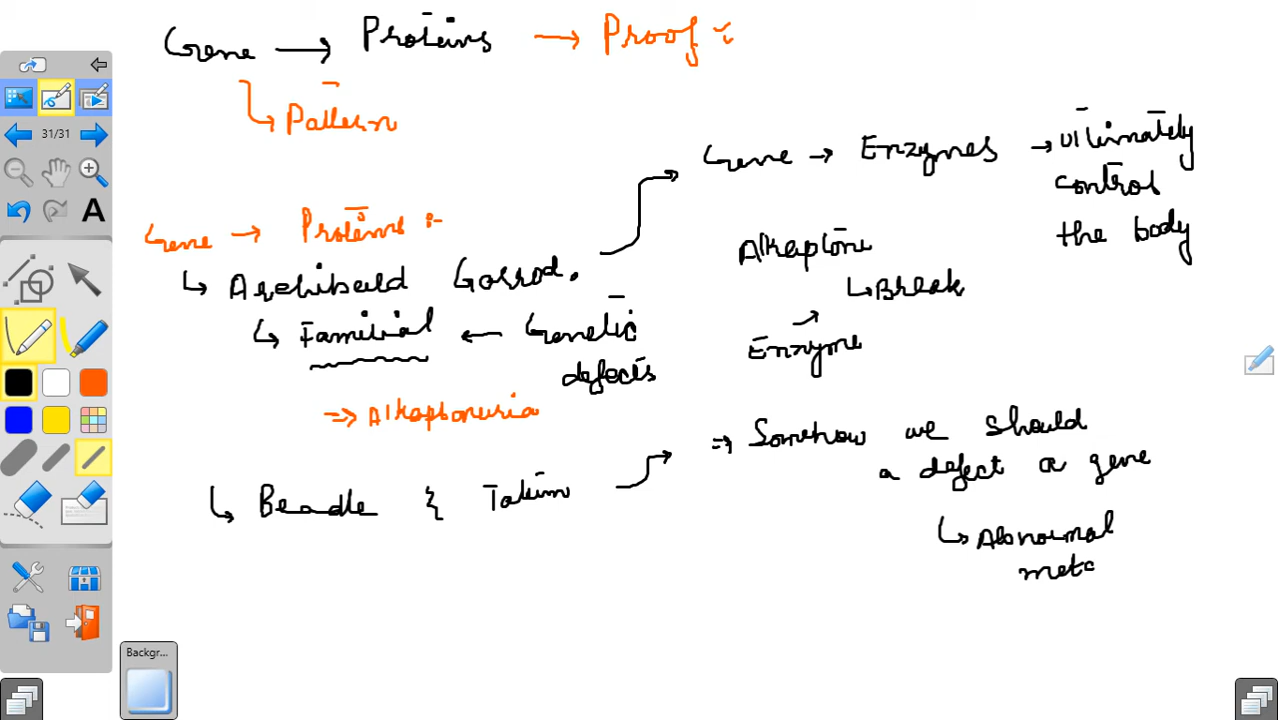 Gene → Proteins → Proof :-
↳ Pattern
Gene → Enzymes → Ultimately
control
the body
Gene → Proteins :-
↳ Archibald Garrod.
↳ Familial ← Genetic
defects
⇒ Alkaptonuria
Alkaptone
↳ Break
Enzyme
↳ Beadle & Tatum
⇒ Somehow we should
a defect a gene
↳ Abnormal
meta
31/31
A
Backgr...